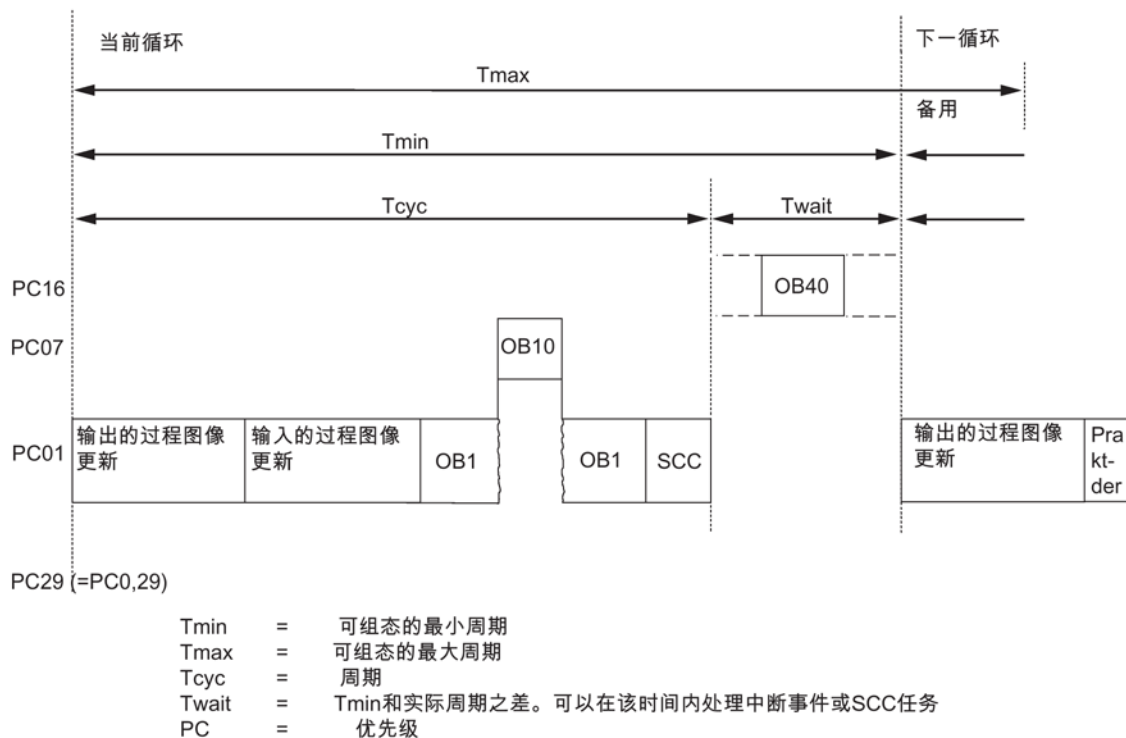 当前循环
下一循环
Tmax
备用
Tmin
Tcyc
Twait
PC16
OB40
PC07
OB10
PC01
输出的过程图像
更新
输入的过程图像
更新
OB1
OB1
SCC
输出的过程图像
更新
Pra
kt-
der
PC29 (=PC0,29)
Tmin = 可组态的最小周期
Tmax = 可组态的最大周期
Tcyc = 周期
Twait = Tmin和实际周期之差。可以在该时间内处理中断事件或SCC任务
PC = 优先级